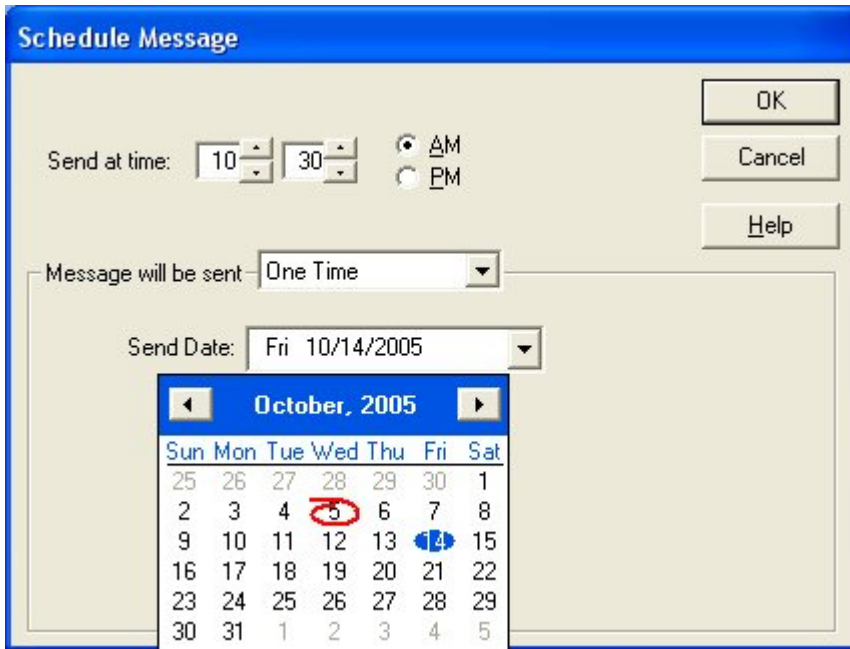 Schedule Message
OK
Send at time: 10 30 AM
PM
Cancel
Help
Message will be sent One Time
Send Date: Fri 10/14/2005
October, 2005
Sun Mon Tue Wed Thu Fri Sat
25 26 27 28 29 30 1
2 3 4 5 6 7 8
9 10 11 12 13 14 15
16 17 18 19 20 21 22
23 24 25 26 27 28 29
30 31 1 2 3 4 5